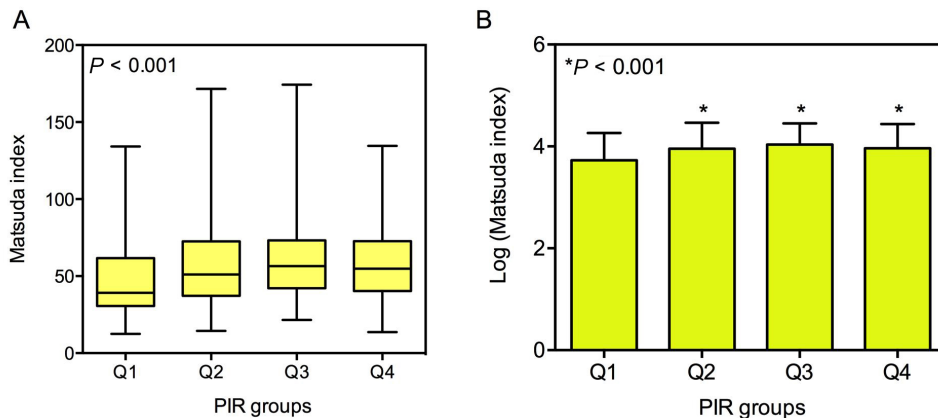 A
Matsuda index
200
150
100
50
0
P < 0.001
Q1 Q2 Q3 Q4
PIR groups
B
Log (Matsuda index)
6
4
2
0
*P < 0.001
* * *
Q1 Q2 Q3 Q4
PIR groups